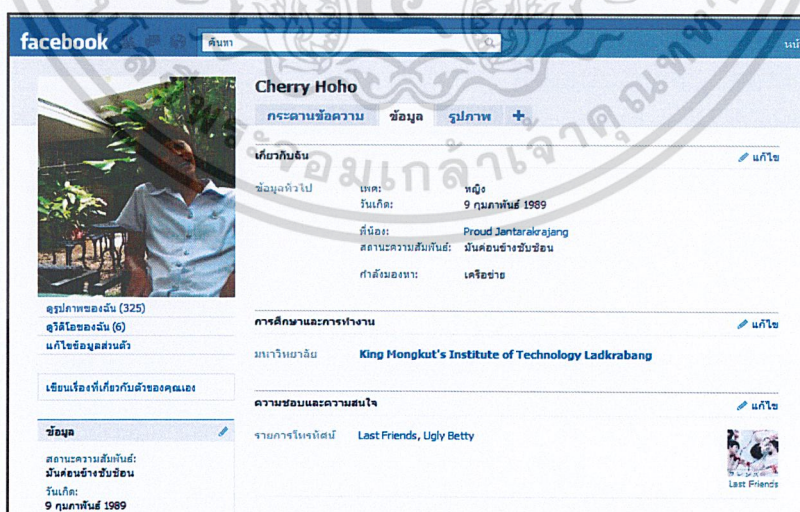 facebook
ค้นหา
Cherry Hoho
กระดานข้อความ ข้อมูล รูปภาพ +
เกี่ยวกับฉัน แก้ไข
ข้อมูลทั่วไป เพศ: หญิง
วันเกิด: 9 กุมภาพันธ์ 1989
พี่น้อง: Proud Jantarakrajang
สถานะความสัมพันธ์: มันค่อนข้างซับซ้อน
กำลังมองหา: เครือข่าย
ดูรูปภาพของฉัน (325)
ดูวิดีโอของฉัน (6)
แก้ไขข้อมูลส่วนตัว
เขียนเรื่องที่เกี่ยวกับตัวของคุณเอง
ข้อมูล
สถานะความสัมพันธ์:
มันค่อนข้างซับซ้อน
วันเกิด:
9 กุมภาพันธ์ 1989
การศึกษาและการทำงาน แก้ไข
มหาวิทยาลัย King Mongkut's Institute of Technology Ladkrabang
ความชอบและความสนใจ แก้ไข
รายการโทรทัศน์ Last Friends, Ugly Betty
Last Friends